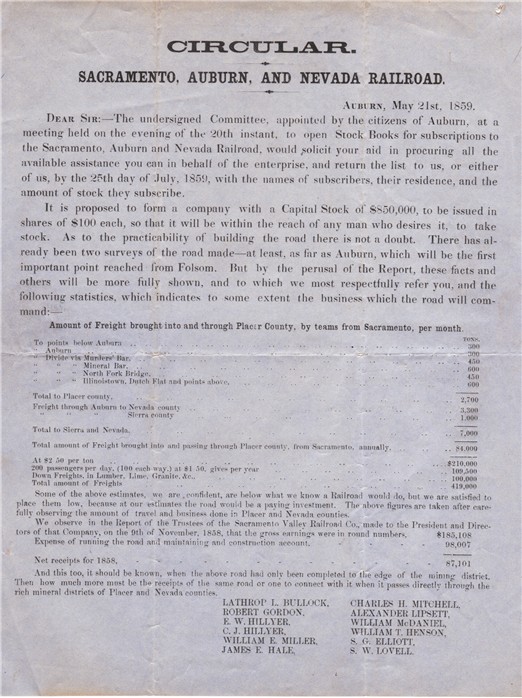 CIRCULAR.
SACRAMENTO, AUBURN, AND NEVADA RAILROAD.
AUBURN, May 21st, 1859.
DEAR SIR:—The undersigned Committee, appointed by the citizens of Auburn, at a
meeting held on the evening of the 20th instant, to open Stock Books for subscriptions to
the Sacramento, Auburn and Nevada Railroad, would solicit your aid in procuring all the
available assistance you can in behalf of the enterprise, and return the list to us, or either
of us, by the 25th day of July, 1859, with the names of subscribers, their residence, and the
amount of stock they subscribe.
It is proposed to form a company with a Capital Stock of $850,000, to be issued in
shares of $100 each, so that it will be within the reach of any man who desires it, to take
stock. As to the practicability of building the road there is not a doubt. There has al-
ready been two surveys of the road made—at least, as far as Auburn, which will be the first
important point reached from Folsom. But by the perusal of the Report, these facts and
others will be more fully shown, and to which we most respectfully refer you, and the
following statistics, which indicates to some extent the business which the road will com-
mand:—
Amount of Freight brought into and through Placer County, by teams from Sacramento, per month.
TONS.
To points below Auburn .. 300
Auburn .. 300
" Divide via Murders' Bar, 450
" " " Mineral Bar, 600
" " " North Fork Bridge, 450
" " " Illinoistown, Dutch Flat and points above, 600
Total to Placer county, 2,700
Freight through Auburn to Nevada county 3,300
" " " Sierra county 1,000
Total to Sierra and Nevada, 7,000
Total amount of Freight brought into and passing through Placer county, from Sacramento, annually, 84,000
At $2 50 per ton $210,000
200 passengers per day, (100 each way,) at $1 50, gives per year 109,500
Down Freights, in Lumber, Lime, Granite, &c., 100,000
Total amount of Freights 419,000
Some of the above estimates, we are confident, are below what we know a Railroad would do, but we are satisfied to
place them low, because at our estimates the road would be a paying investment. The above figures are taken after care-
fully observing the amount of travel and business done in Placer and Nevada counties.
We observe in the Report of the Trustees of the Sacramento Valley Railroad Co., made to the President and Direc-
tors of that Company, on the 9th of November, 1858, that the gross earnings were in round numbers, $185,108
Expense of running the road and maintaining and construction account, 98,007
Net receipts for 1858, 87,101
And this too, it should be known, when the above road had only been completed to the edge of the mining district.
Then how much more must be the receipts of the same road or one to connect with it when it passes directly through the
rich mineral districts of Placer and Nevada counties.
LATHROP L. BULLOCK, CHARLES H. MITCHELL,
ROBERT GORDON, ALEXANDER LIPSETT,
E. W. HILLYER, WILLIAM McDANIEL,
C. J. HILLYER, WILLIAM T. HENSON,
WILLIAM E. MILLER, S. G. ELLIOTT,
JAMES E. HALE, S. W. LOVELL.